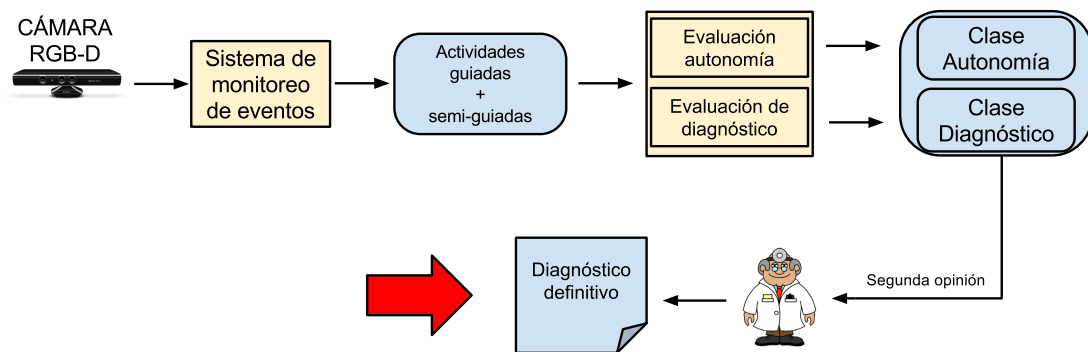 CÁMARA
RGB-D
Sistema de
monitoreo
de eventos
Actividades
guiadas
+
semi-guiadas
Evaluación
autonomía
Evaluación de
diagnóstico
Clase
Autonomía
Clase
Diagnóstico
Segunda opinión
Diagnóstico
definitivo